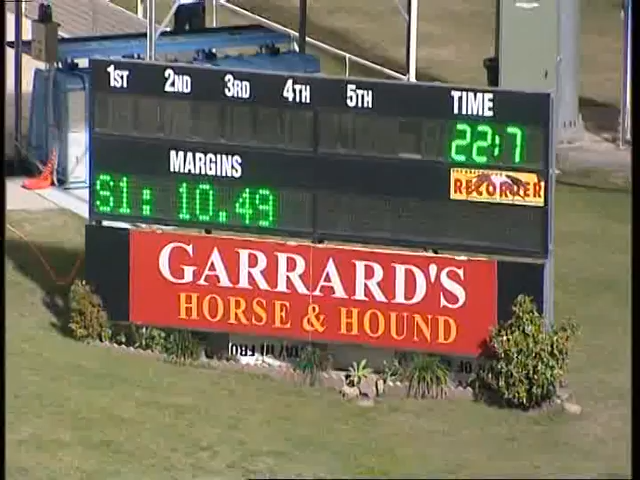 1ST 2ND 3RD 4TH 5TH TIME
22:7
MARGINS
RECORDER
S1: 10.49
GARRARD'S
HORSE & HOUND